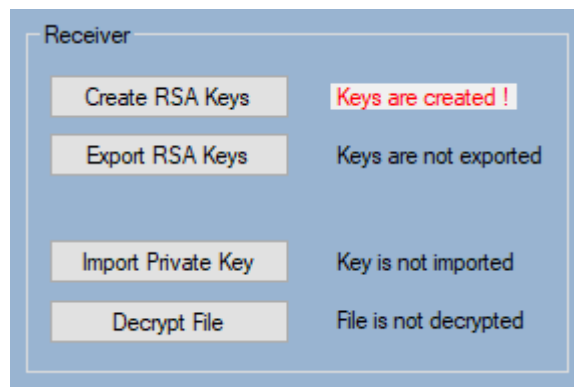 Receiver
Create RSA Keys Keys are created !
Export RSA Keys Keys are not exported
Import Private Key Key is not imported
Decrypt File File is not decrypted